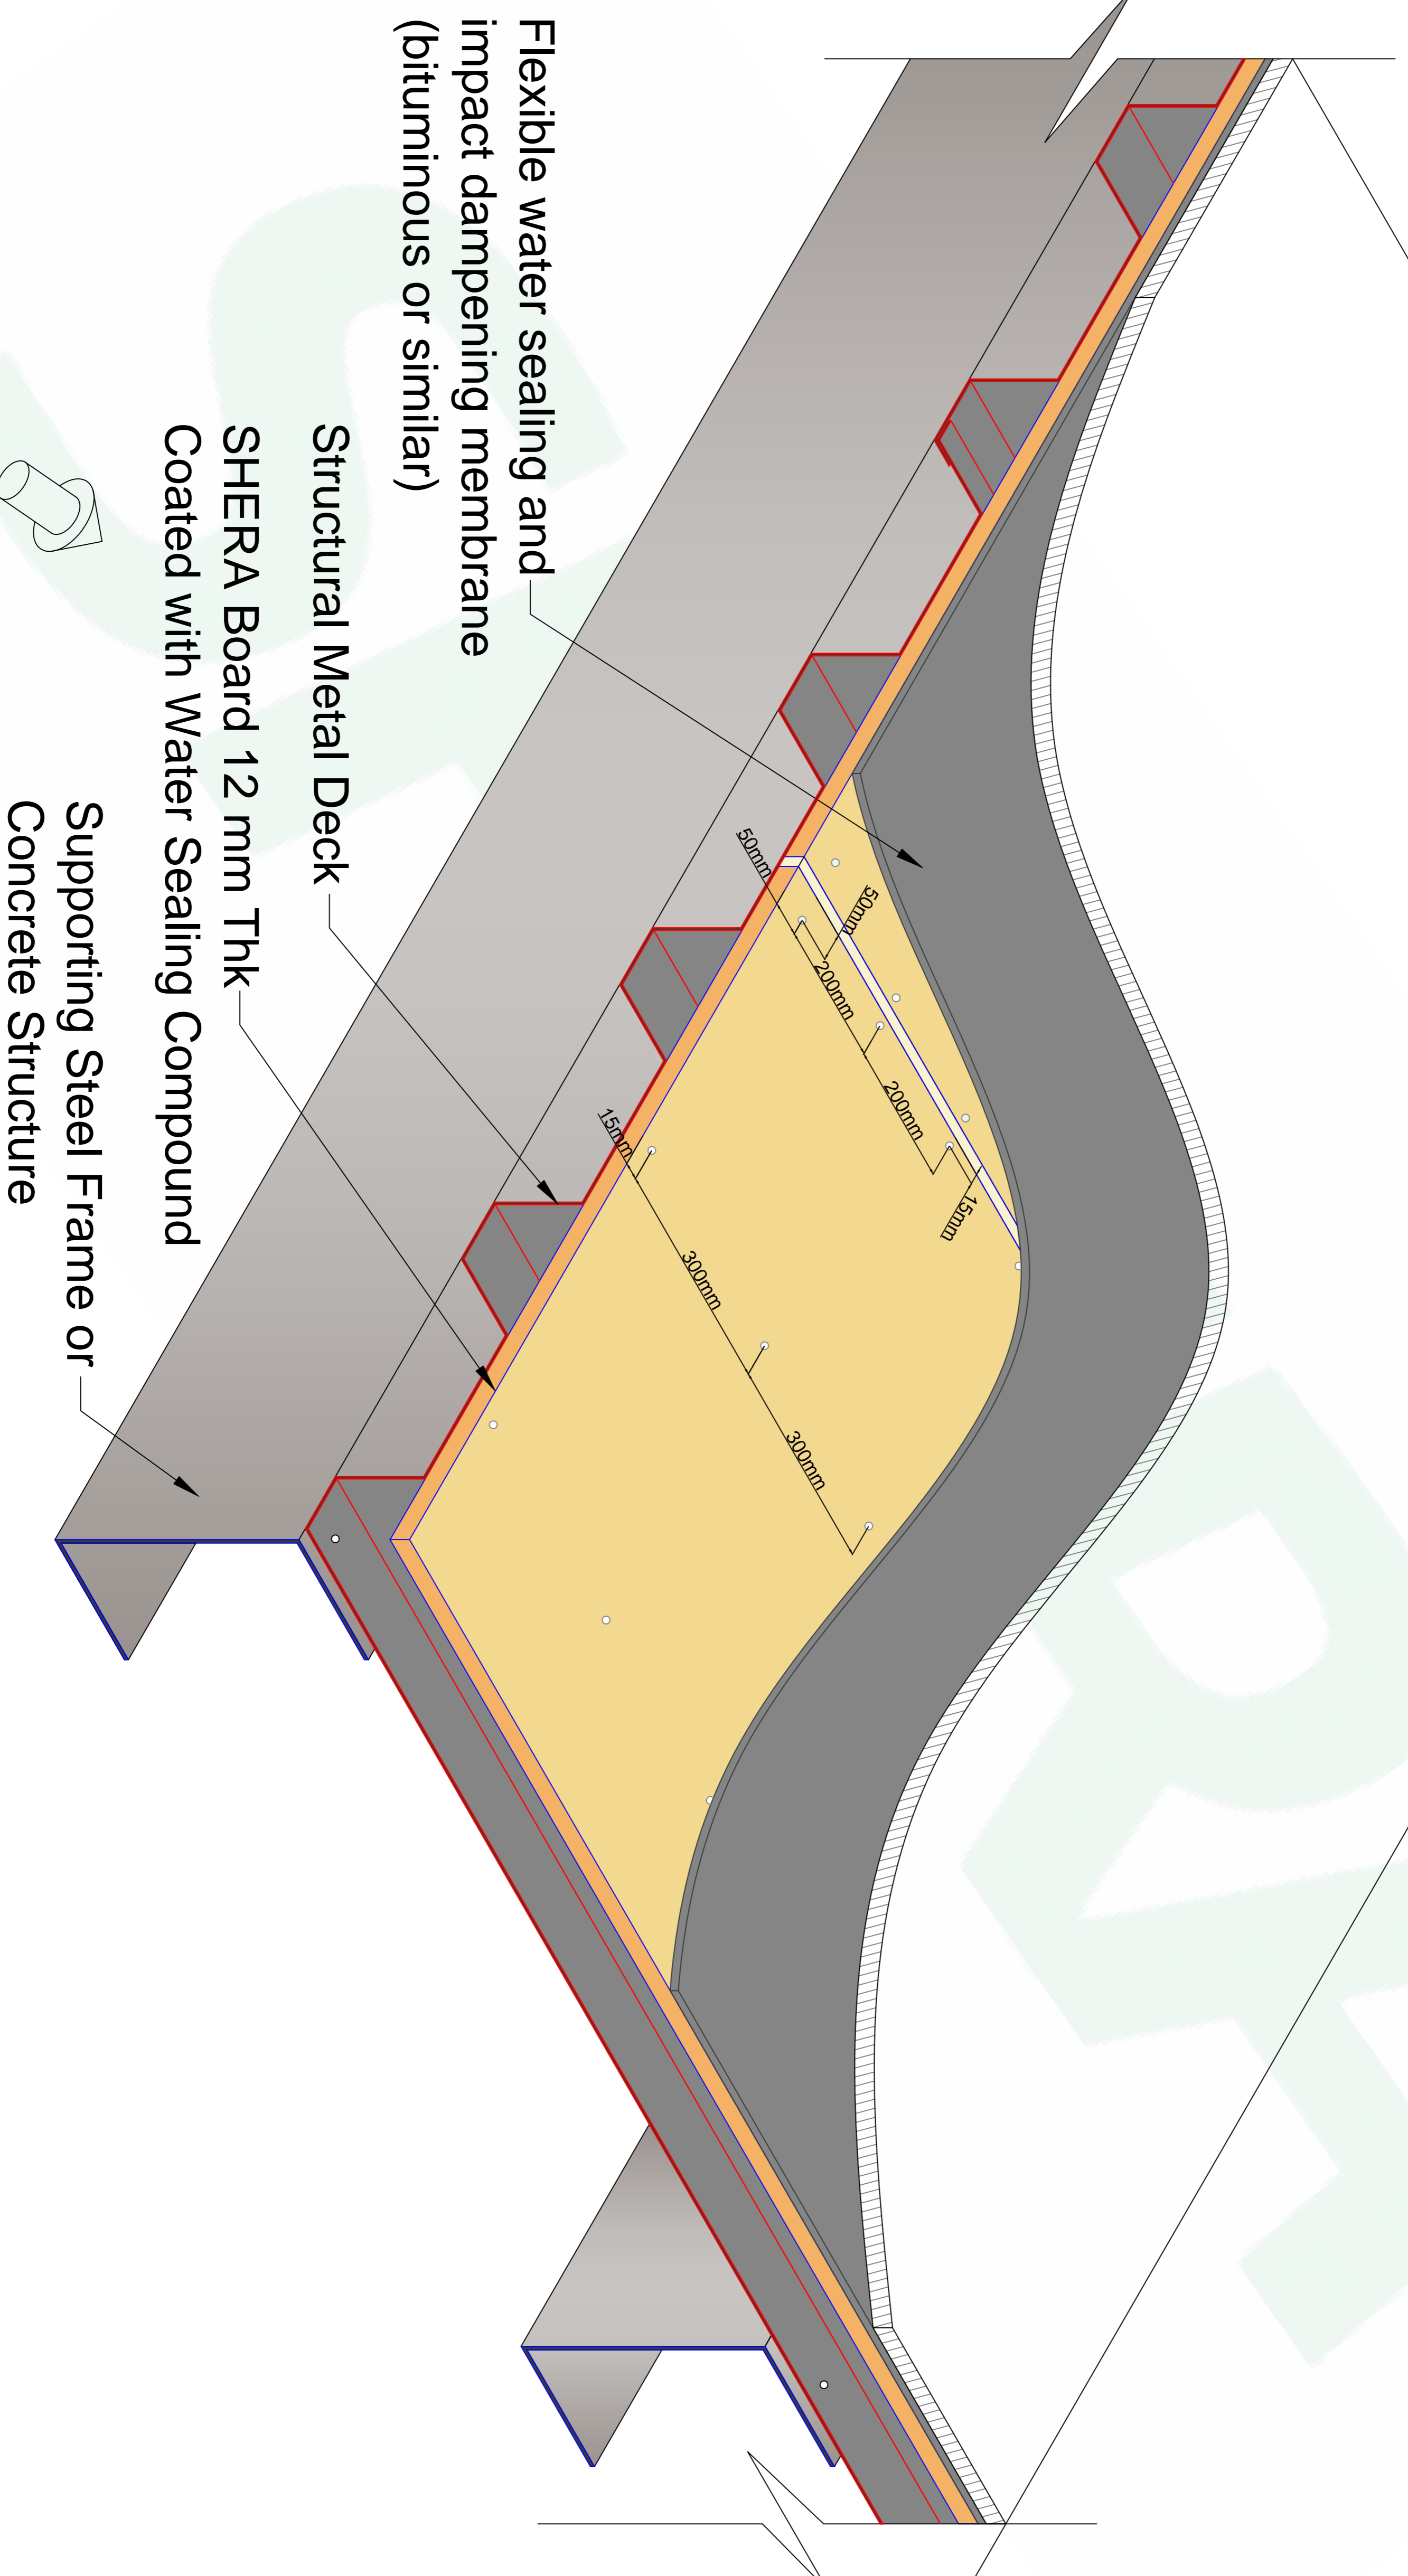 Flexible water sealing and
impact dampening membrane
(bituminous or similar)
Structural Metal Deck
SHERA Board 12 mm Thk
Coated with Water Sealing Compound
Supporting Steel Frame or
Concrete Structure
50mm
50mm
200mm
200mm
15mm
15mm
300mm
300mm